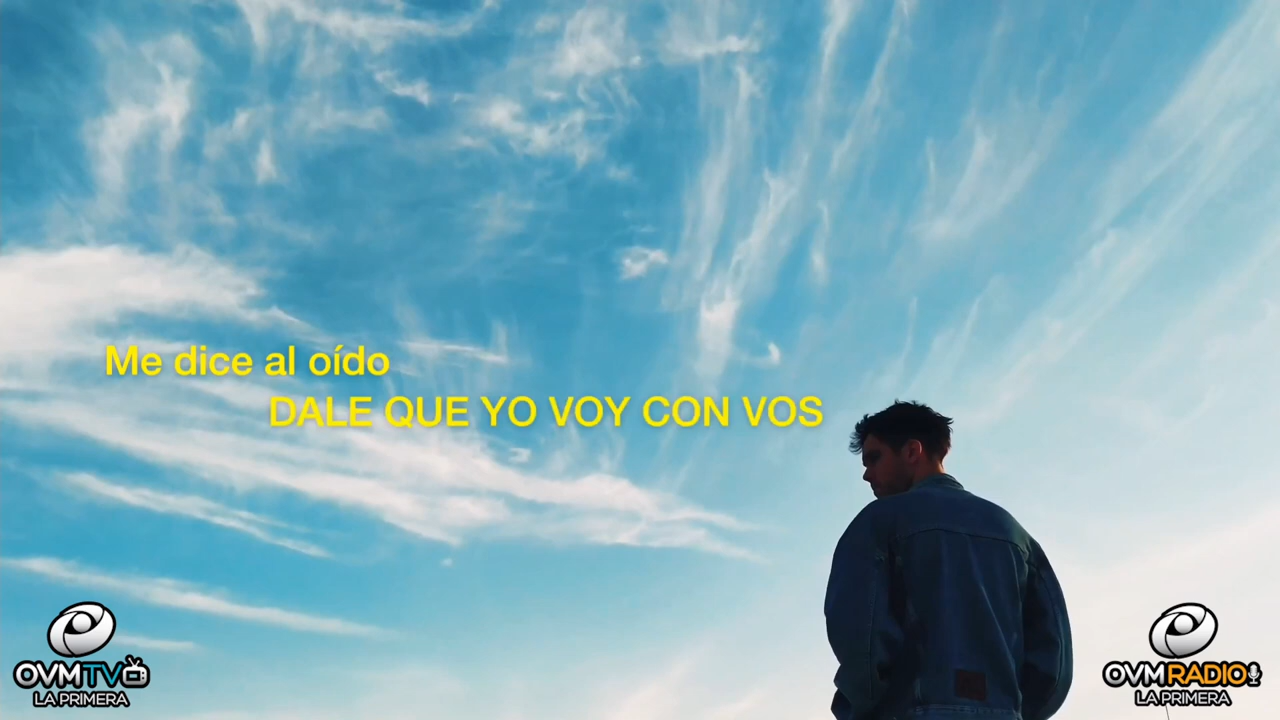 Me dice al oído
DALE QUE YO VOY CON VOS
OVMTV
LA PRIMERA
OVMRADIO
LA PRIMERA